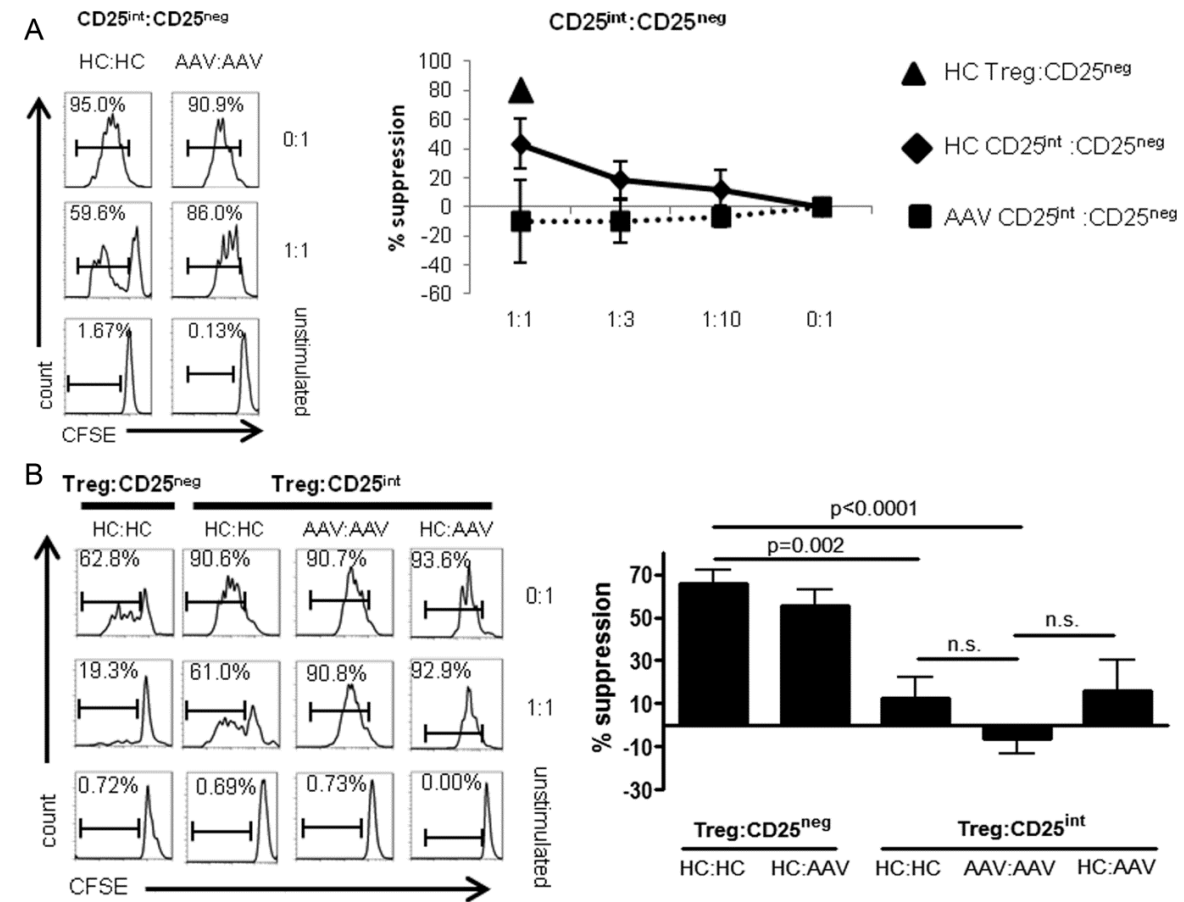 A
CD25int:CD25neg
HC:HC AAV:AAV
95.0% 90.9% 0:1
59.6% 86.0% 1:1
1.67% 0.13% unstimulated
count
CFSE
CD25int:CD25neg
% suppression
100
80
60
40
20
0
-20
-40
-60
1:1 1:3 1:10 0:1
HC Treg:CD25neg
HC CD25int :CD25neg
AAV CD25int :CD25neg
B
Treg:CD25neg Treg:CD25int
HC:HC HC:HC AAV:AAV HC:AAV
62.8% 90.6% 90.7% 93.6% 0:1
19.3% 61.0% 90.8% 92.9% 1:1
0.72% 0.69% 0.73% 0.00% unstimulated
count
CFSE
p<0.0001
p=0.002
n.s.
n.s.
% suppression
70
50
30
10
-10
-30
Treg:CD25neg Treg:CD25int
HC:HC HC:AAV HC:HC AAV:AAV HC:AAV